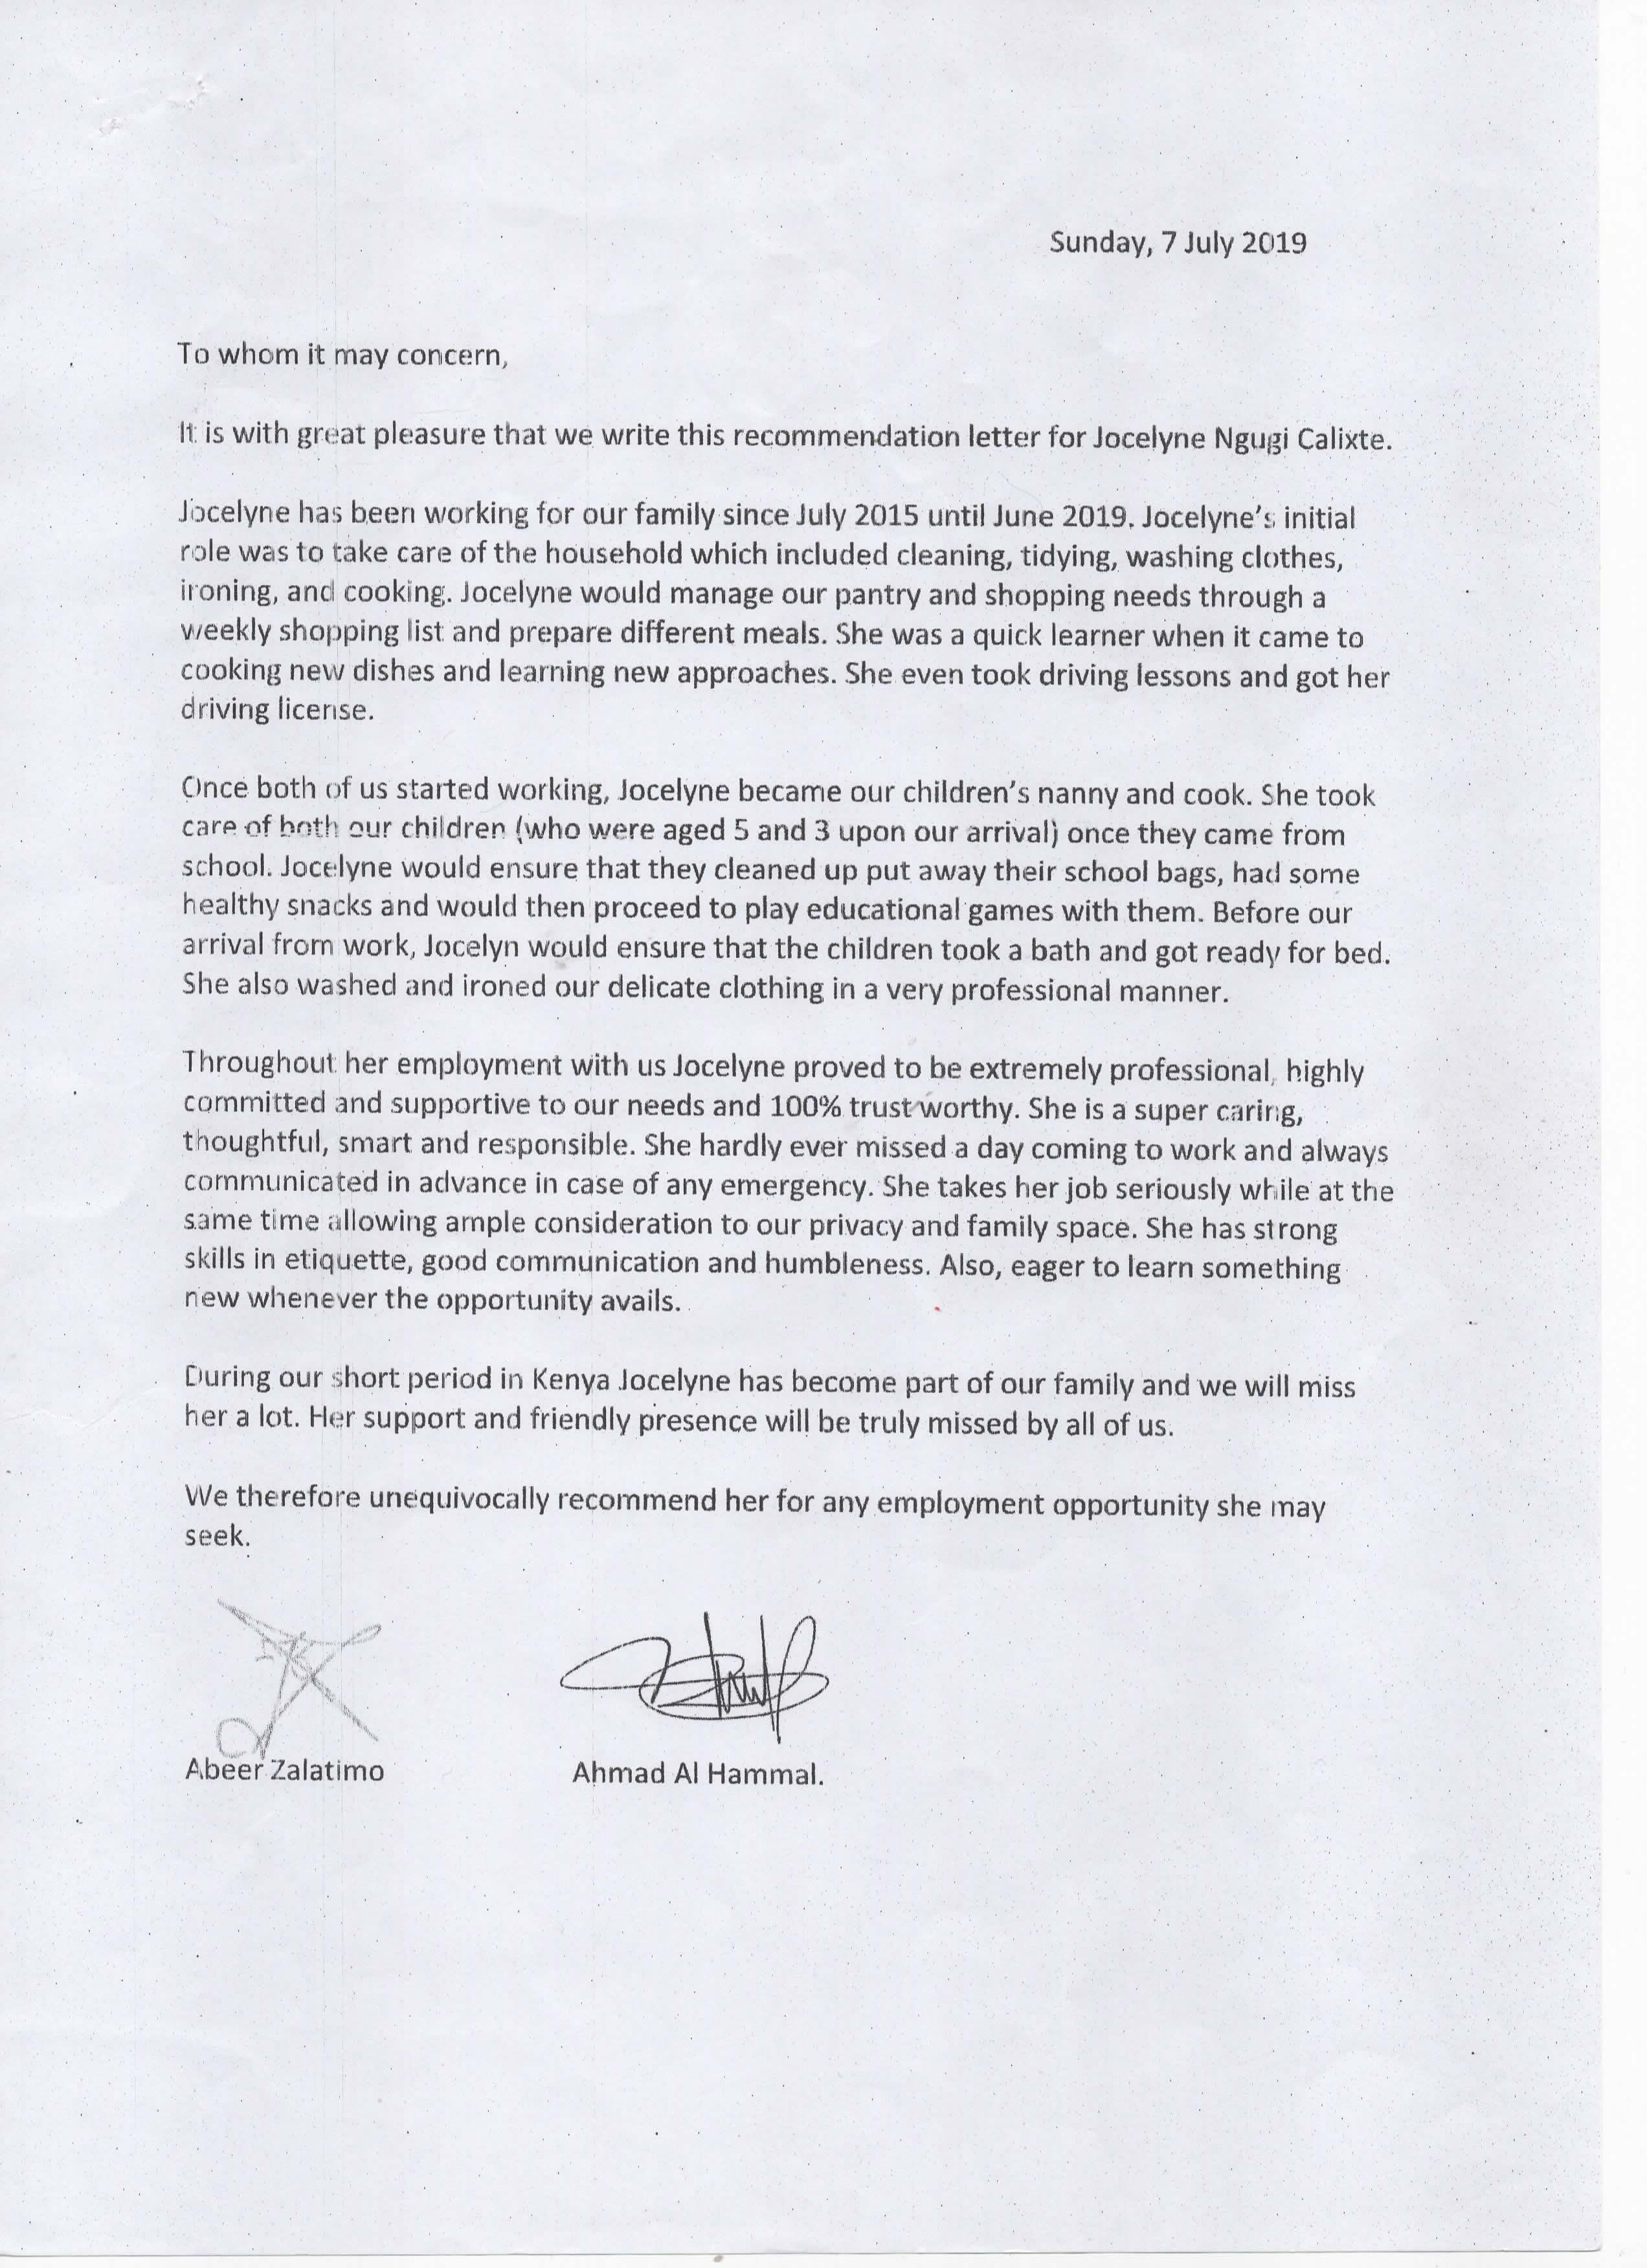 Sunday, 7 July 2019
To whom it may concern,
It is with great pleasure that we write this recommendation letter for Jocelyne Ngugi Calixte.
Jocelyne has been working for our family since July 2015 until June 2019. Jocelyne's initial
role was to take care of the household which included cleaning, tidying, washing clothes,
ironing, and cooking. Jocelyne would manage our pantry and shopping needs through a
weekly shopping list and prepare different meals. She was a quick learner when it came to
cooking new dishes and learning new approaches. She even took driving lessons and got her
driving license.
Once both of us started working, Jocelyne became our children's nanny and cook. She took
care of both our children (who were aged 5 and 3 upon our arrival) once they came from
school. Jocelyne would ensure that they cleaned up put away their school bags, had some
healthy snacks and would then proceed to play educational games with them. Before our
arrival from work, Jocelyn would ensure that the children took a bath and got ready for bed.
She also washed and ironed our delicate clothing in a very professional manner.
Throughout her employment with us Jocelyne proved to be extremely professional, highly
committed and supportive to our needs and 100% trustworthy. She is a super caring,
thoughtful, smart and responsible. She hardly ever missed a day coming to work and always
communicated in advance in case of any emergency. She takes her job seriously while at the
same time allowing ample consideration to our privacy and family space. She has strong
skills in etiquette, good communication and humbleness. Also, eager to learn something
new whenever the opportunity avails.
During our short period in Kenya Jocelyne has become part of our family and we will miss
her a lot. Her support and friendly presence will be truly missed by all of us.
We therefore unequivocally recommend her for any employment opportunity she may
seek.
Abeer Zalatimo Ahmad Al Hammal.